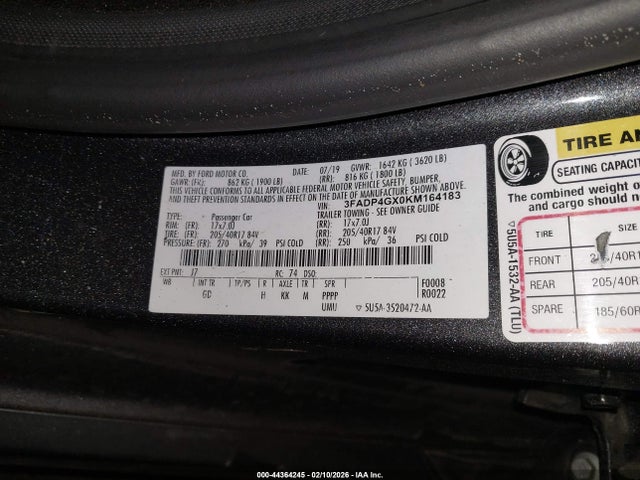 MFD. BY FORD MOTOR CO.
DATE: 07/19 GVWR: 1642 KG ( 3620 LB)
GAWR: (FR): 862 KG ( 1900 LB) (RR): 816 KG ( 1800 LB)
THIS VEHICLE CONFORMS TO ALL APPLICABLE FEDERAL MOTOR VEHICLE SAFETY, BUMPER,
AND THEFT PREVENTION STANDARDS IN EFFECT ON THE DATE OF MANUFACTURE SHOWN ABOVE.
VIN: 3FADP4GX0KM164183
TYPE: Passenger Car TRAILER TOWING - SEE OWNER GUIDE
RIM: (FR) 17x7.0J (RR): 17x7.0J
TIRE: (FR) 205/40R17 84V (RR): 205/40R17 84V
PRESSURE: (FR) 270 kPa/ 39 PSI COLD (RR): 250 kPa/ 36 PSI COLD
EXT PNT: J7 RC: 74 DSO:
WB INT TR TP/PS R AXLE TR SPR F0008
GD H KK M PPPP R0022
UMU 5U5A-3520472-AA
TIRE AN
SEATING CAPACI
The combined weight o
and cargo should n
TIRE SIZE
FRONT /40R1
REAR 205/40R
SPARE 185/60R
5U5A-1532-AA (TLU)
000-44364245 - 02/10/2026 - IAA Inc.